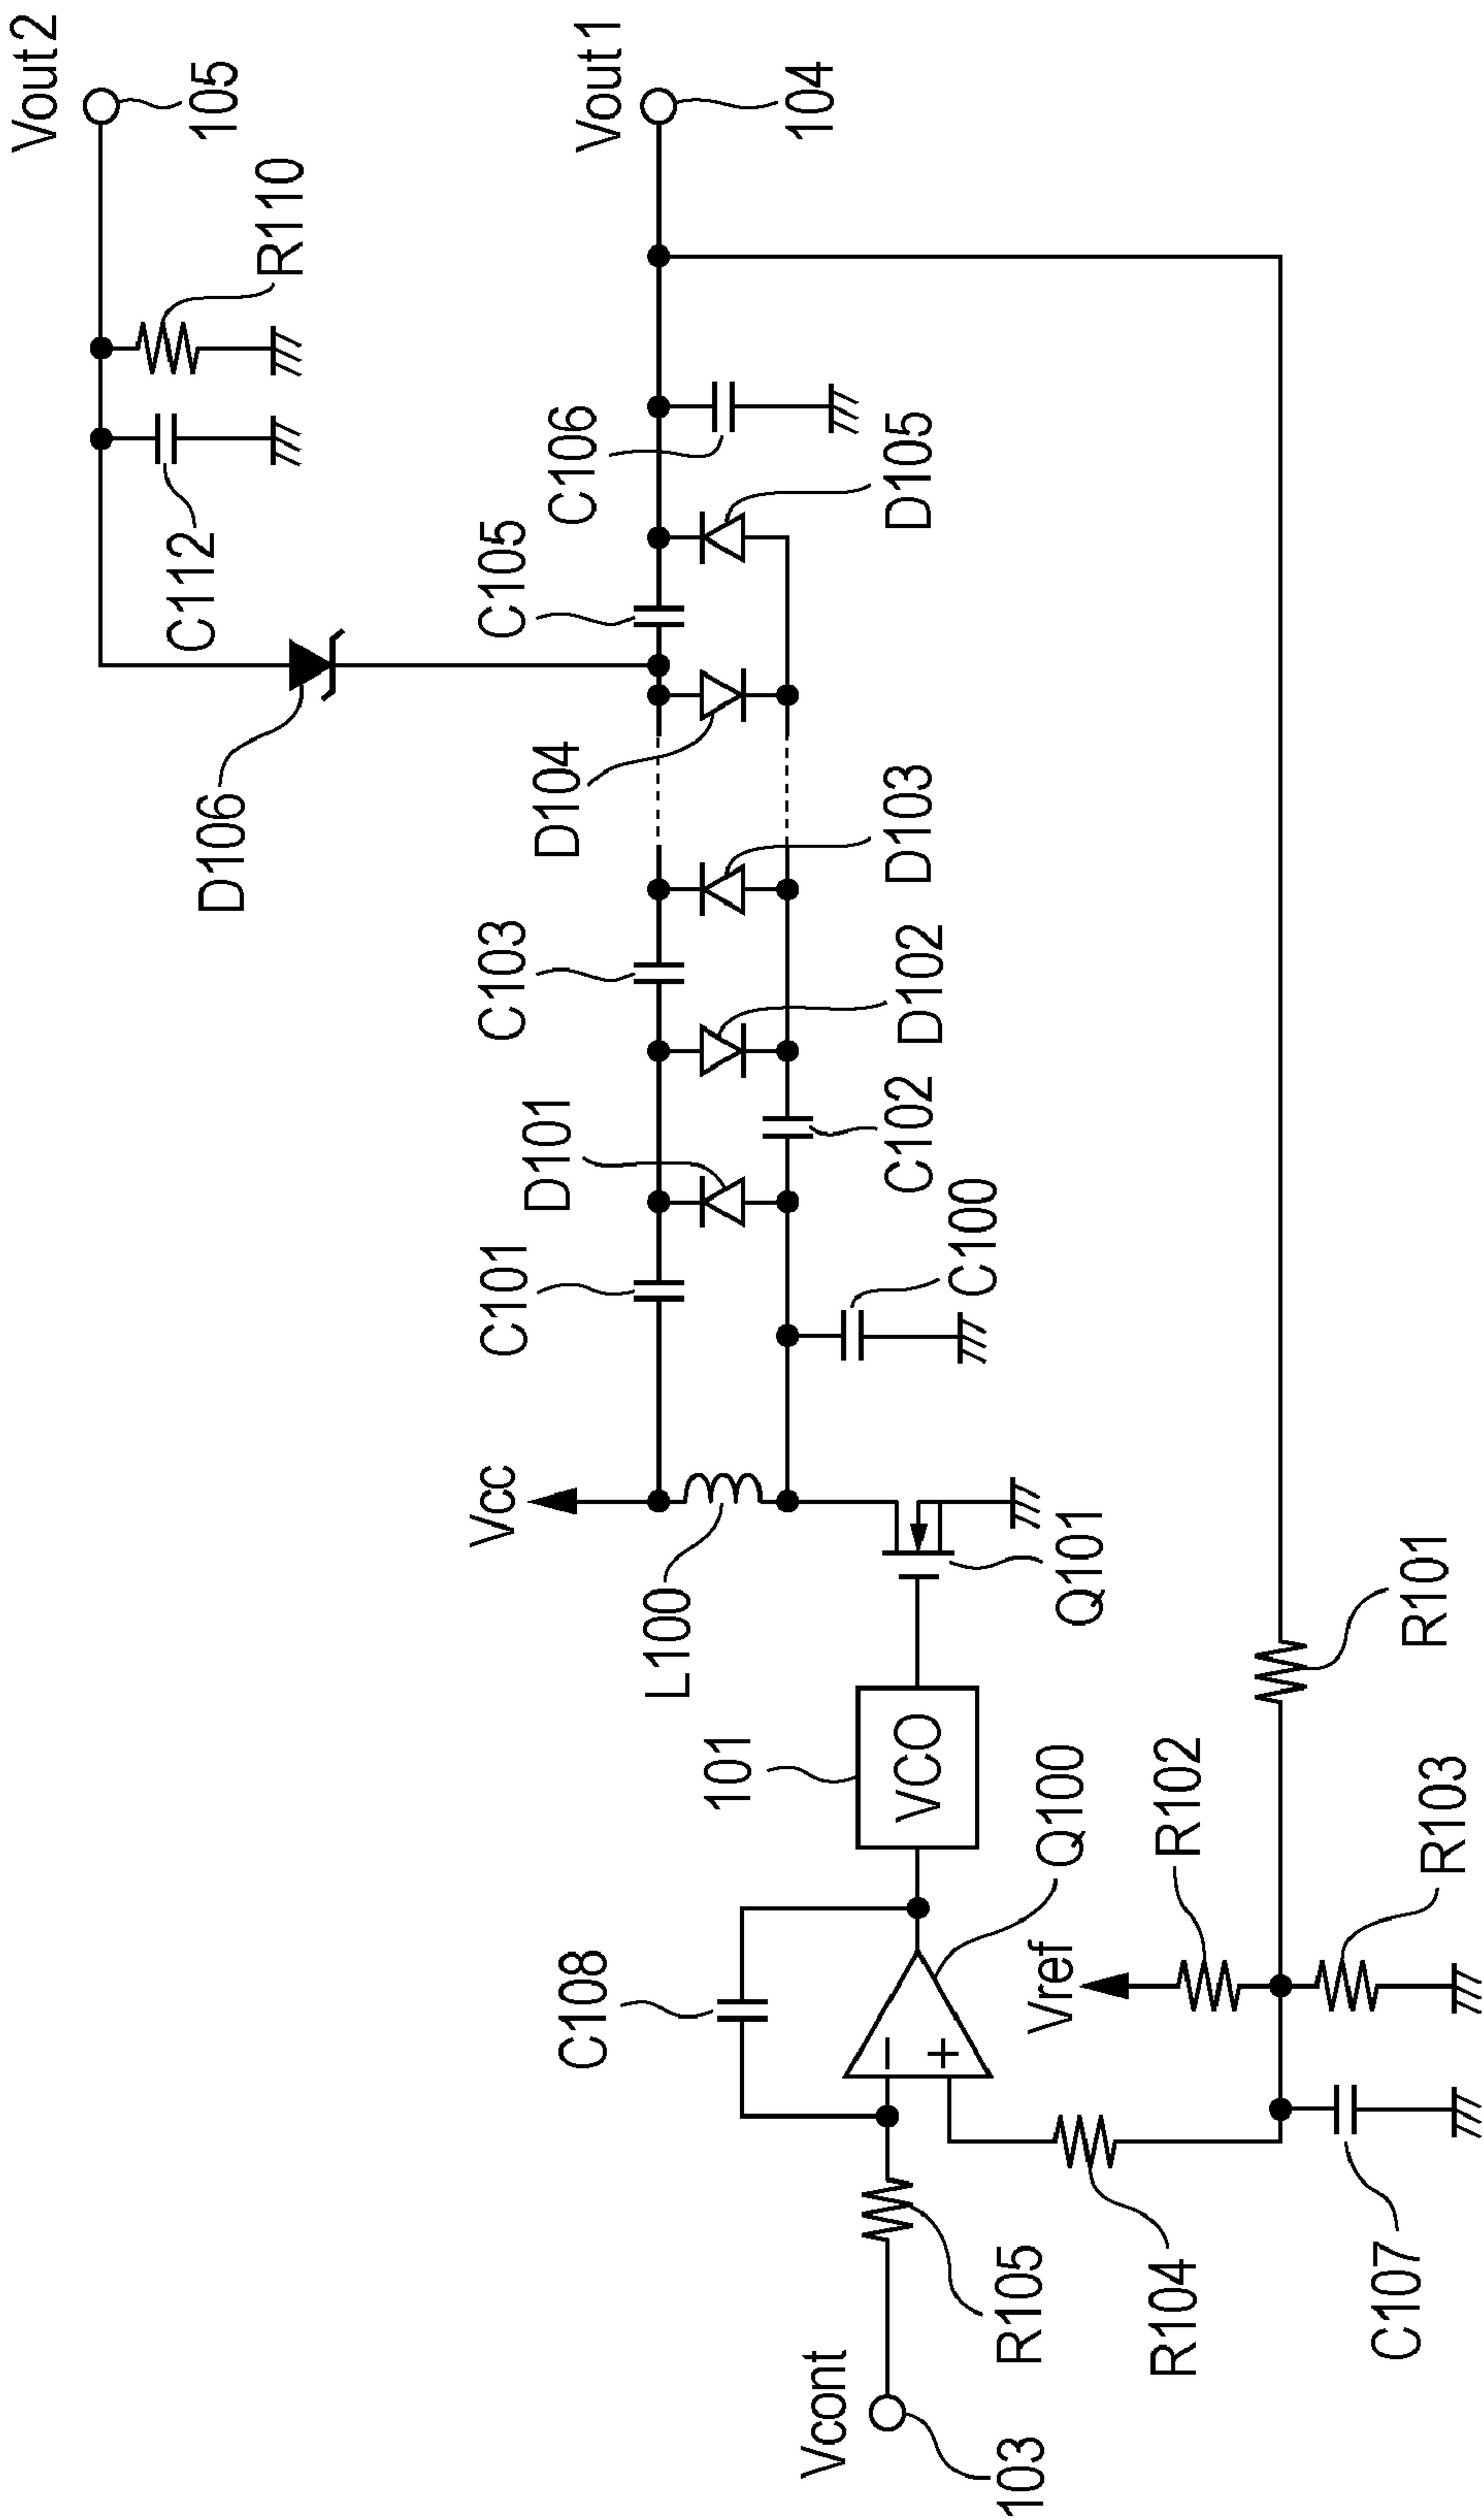 Vout2
105
R110
C112
D106
Vout1
104
C106
D105
C105
D104
D103
C103
D102
D101
C102
C101
C100
Vcc
L100
Q101
101
VCO
Q100
C108
Vref
R102
R101
R103
−
+
R105
R104
C107
Vcont
103